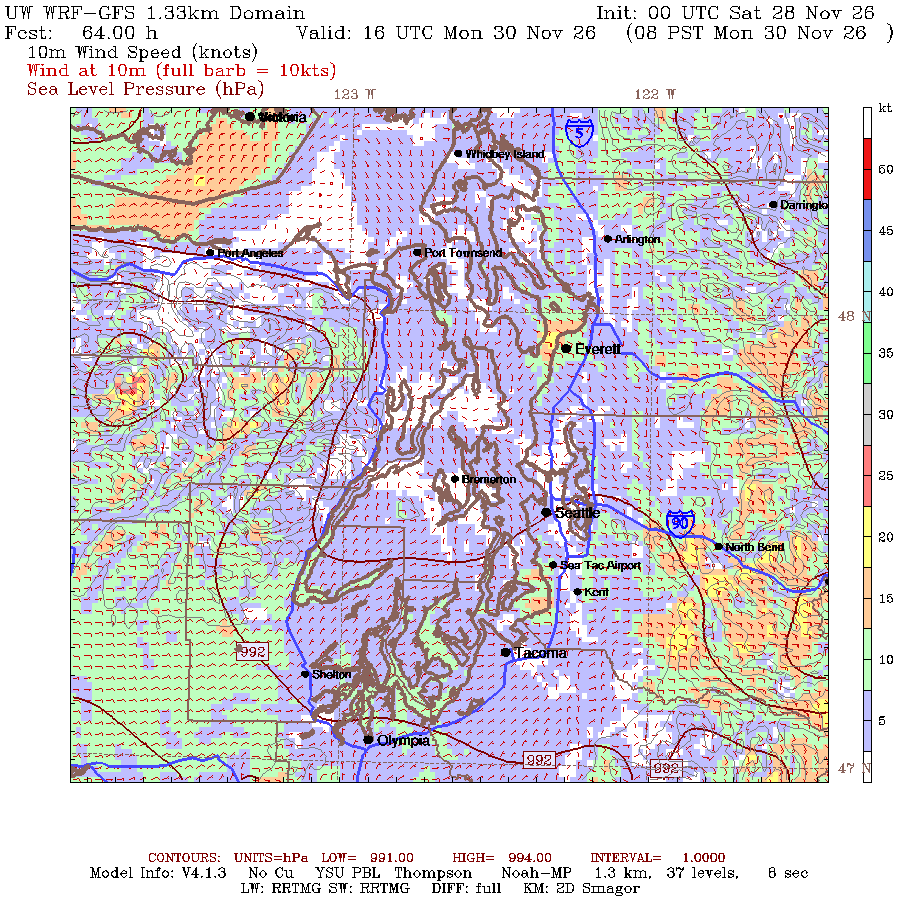 UW WRF-GFS 1.33km Domain Init: 00 UTC Sat 28 Nov 26
Fcst: 64.00 h Valid: 16 UTC Mon 30 Nov 26 (08 PST Mon 30 Nov 26 )
10m Wind Speed (knots)
Wind at 10m (full barb = 10kts)
Sea Level Pressure (hPa)
123 W 122 W
kt
Victoria
5
Whidbey Island
60
Darringto
45
Arlington
Port Angeles
Port Townsend
40
48 N
Everett
35
30
25
Bremerton
Seattle
90
20
North Bend
Sea Tac Airport
Kent
15
992
Tacoma
10
Shelton
5
Olympia
992
992
47 N
CONTOURS: UNITS=hPa LOW= 991.00 HIGH= 994.00 INTERVAL= 1.0000
Model Info: V4.1.3 No Cu YSU PBL Thompson Noah-MP 1.3 km, 37 levels, 8 sec
LW: RRTMG SW: RRTMG DIFF: full KM: 2D Smagor